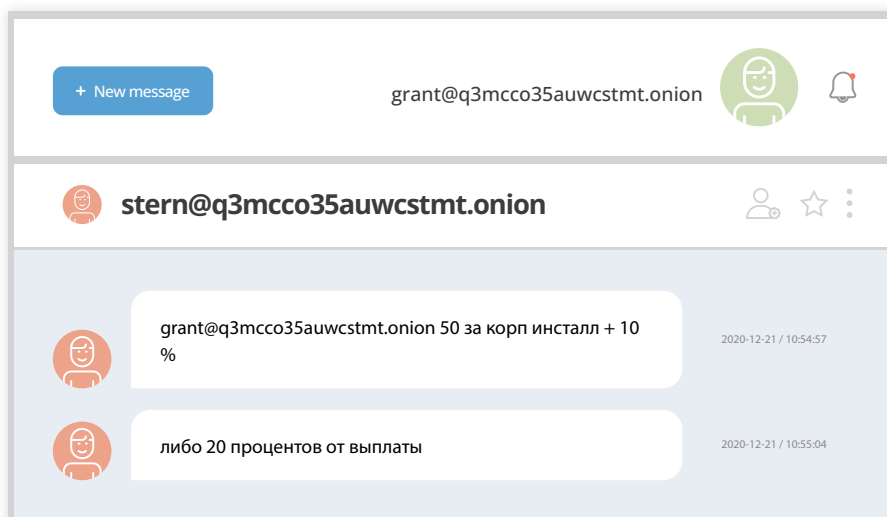 + New message
grant@q3mcco35auwcstmt.onion
stern@q3mcco35auwcstmt.onion
grant@q3mcco35auwcstmt.onion 50 за корп инсталл + 10
%
2020-12-21 / 10:54:57
либо 20 процентов от выплаты
2020-12-21 / 10:55:04